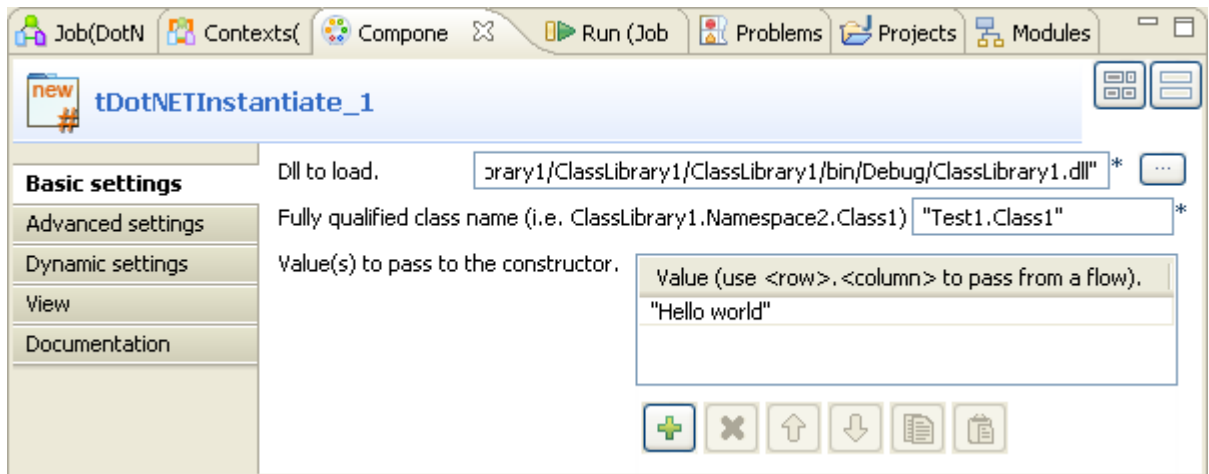 Job(DotN Contexts( Compone Run (Job Problems Projects Modules
new
#
tDotNETInstantiate_1
Basic settings
Advanced settings
Dynamic settings
View
Documentation
Dll to load. orary1/ClassLibrary1/ClassLibrary1/bin/Debug/ClassLibrary1.dll" * ...
Fully qualified class name (i.e. ClassLibrary1.Namespace2.Class1) "Test1.Class1" *
Value(s) to pass to the constructor.
Value (use <row>.<column> to pass from a flow).
"Hello world"